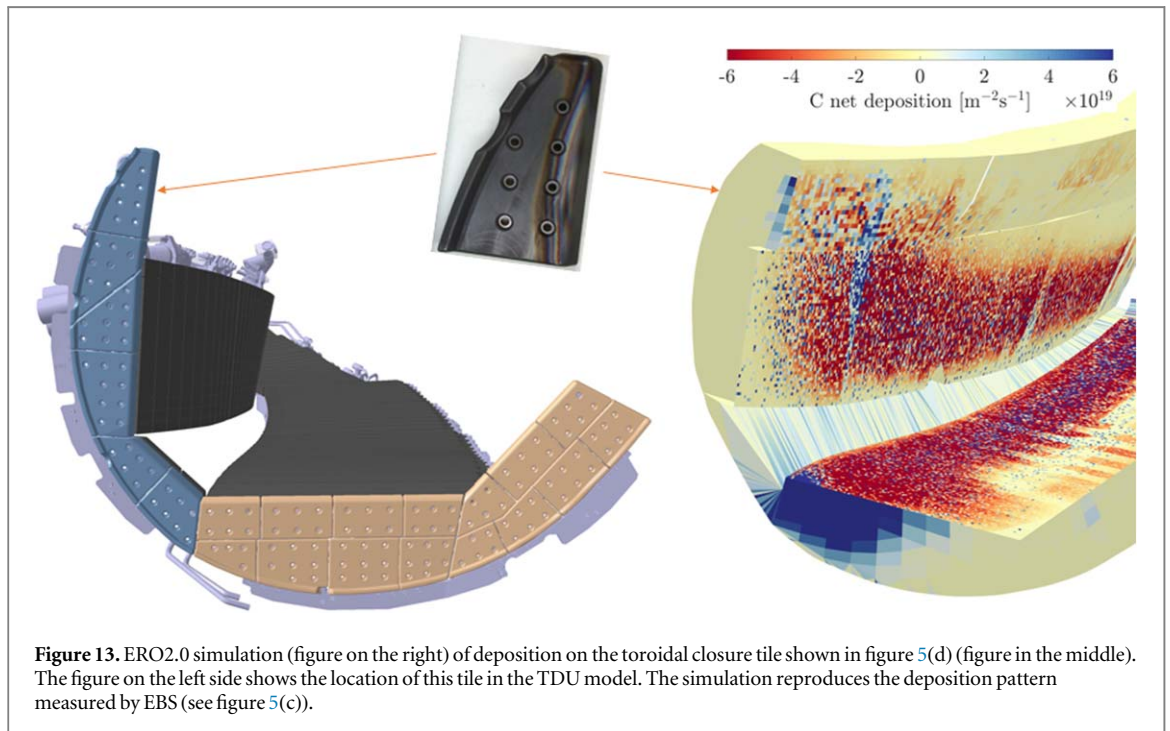 -6 -4 -2 0 2 4 6
C net deposition [m⁻²s⁻¹] ×10¹⁹
Figure 13. ERO2.0 simulation (figure on the right) of deposition on the toroidal closure tile shown in figure 5(d) (figure in the middle).
The figure on the left side shows the location of this tile in the TDU model. The simulation reproduces the deposition pattern
measured by EBS (see figure 5(c)).